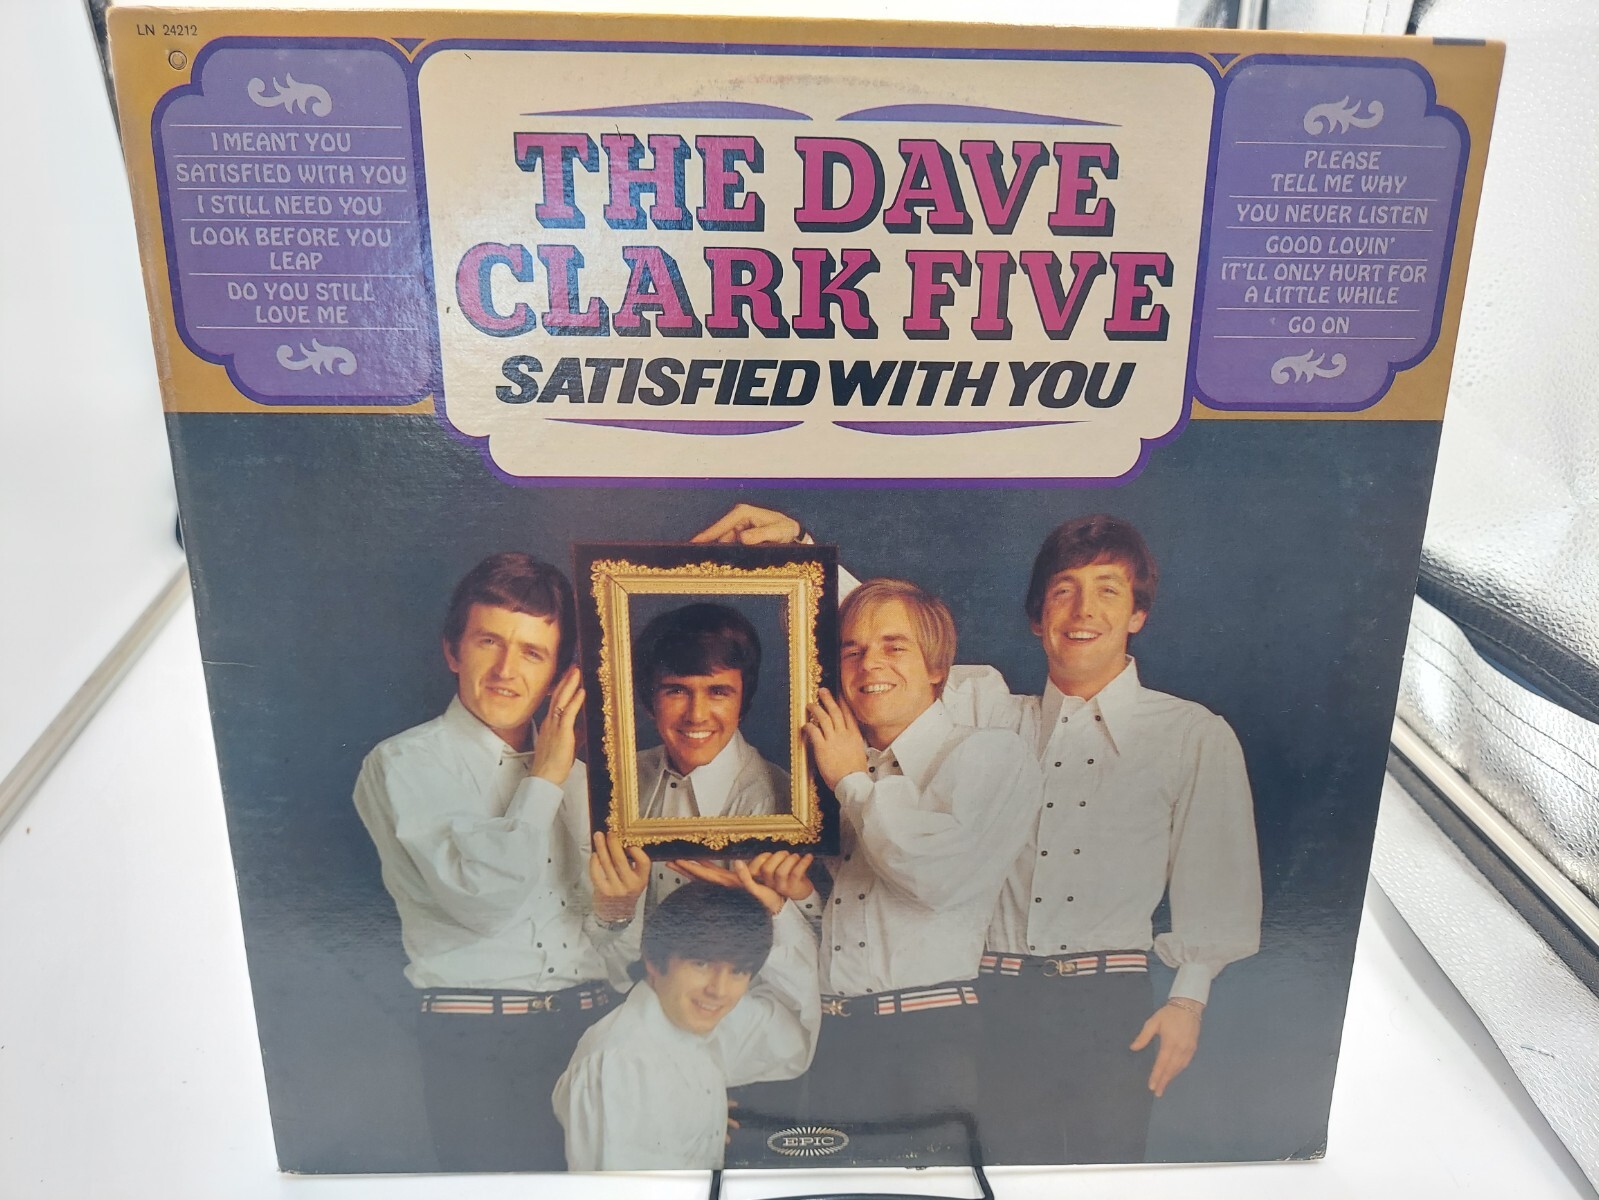 LN 24212
I MEANT YOU
SATISFIED WITH YOU
I STILL NEED YOU
LOOK BEFORE YOU
LEAP
DO YOU STILL
LOVE ME
THE DAVE
CLARK FIVE
SATISFIED WITH YOU
PLEASE
TELL ME WHY
YOU NEVER LISTEN
GOOD LOVIN'
IT'LL ONLY HURT FOR
A LITTLE WHILE
GO ON
EPIC